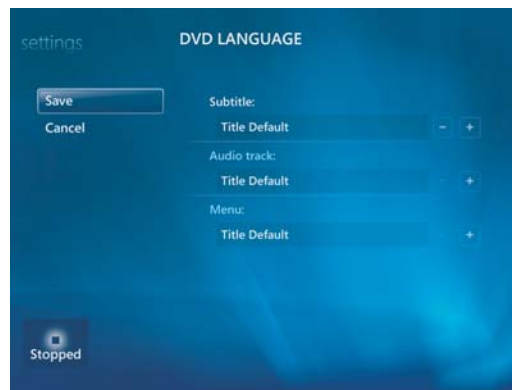 settings
DVD LANGUAGE
Save
Cancel
Subtitle:
Title Default
- +
Audio track:
Title Default
- +
Menu:
Title Default
- +
Stopped